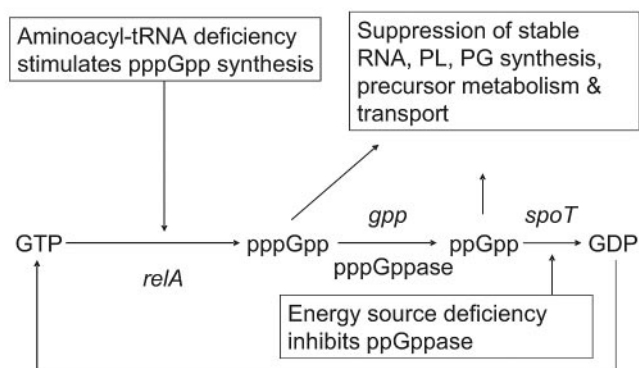 Aminoacyl-tRNA deficiency
stimulates pppGpp synthesis
Suppression of stable
RNA, PL, PG synthesis,
precursor metabolism &
transport
GTP
relA
pppGpp
gpp
pppGppase
ppGpp
spoT
GDP
Energy source deficiency
inhibits ppGppase